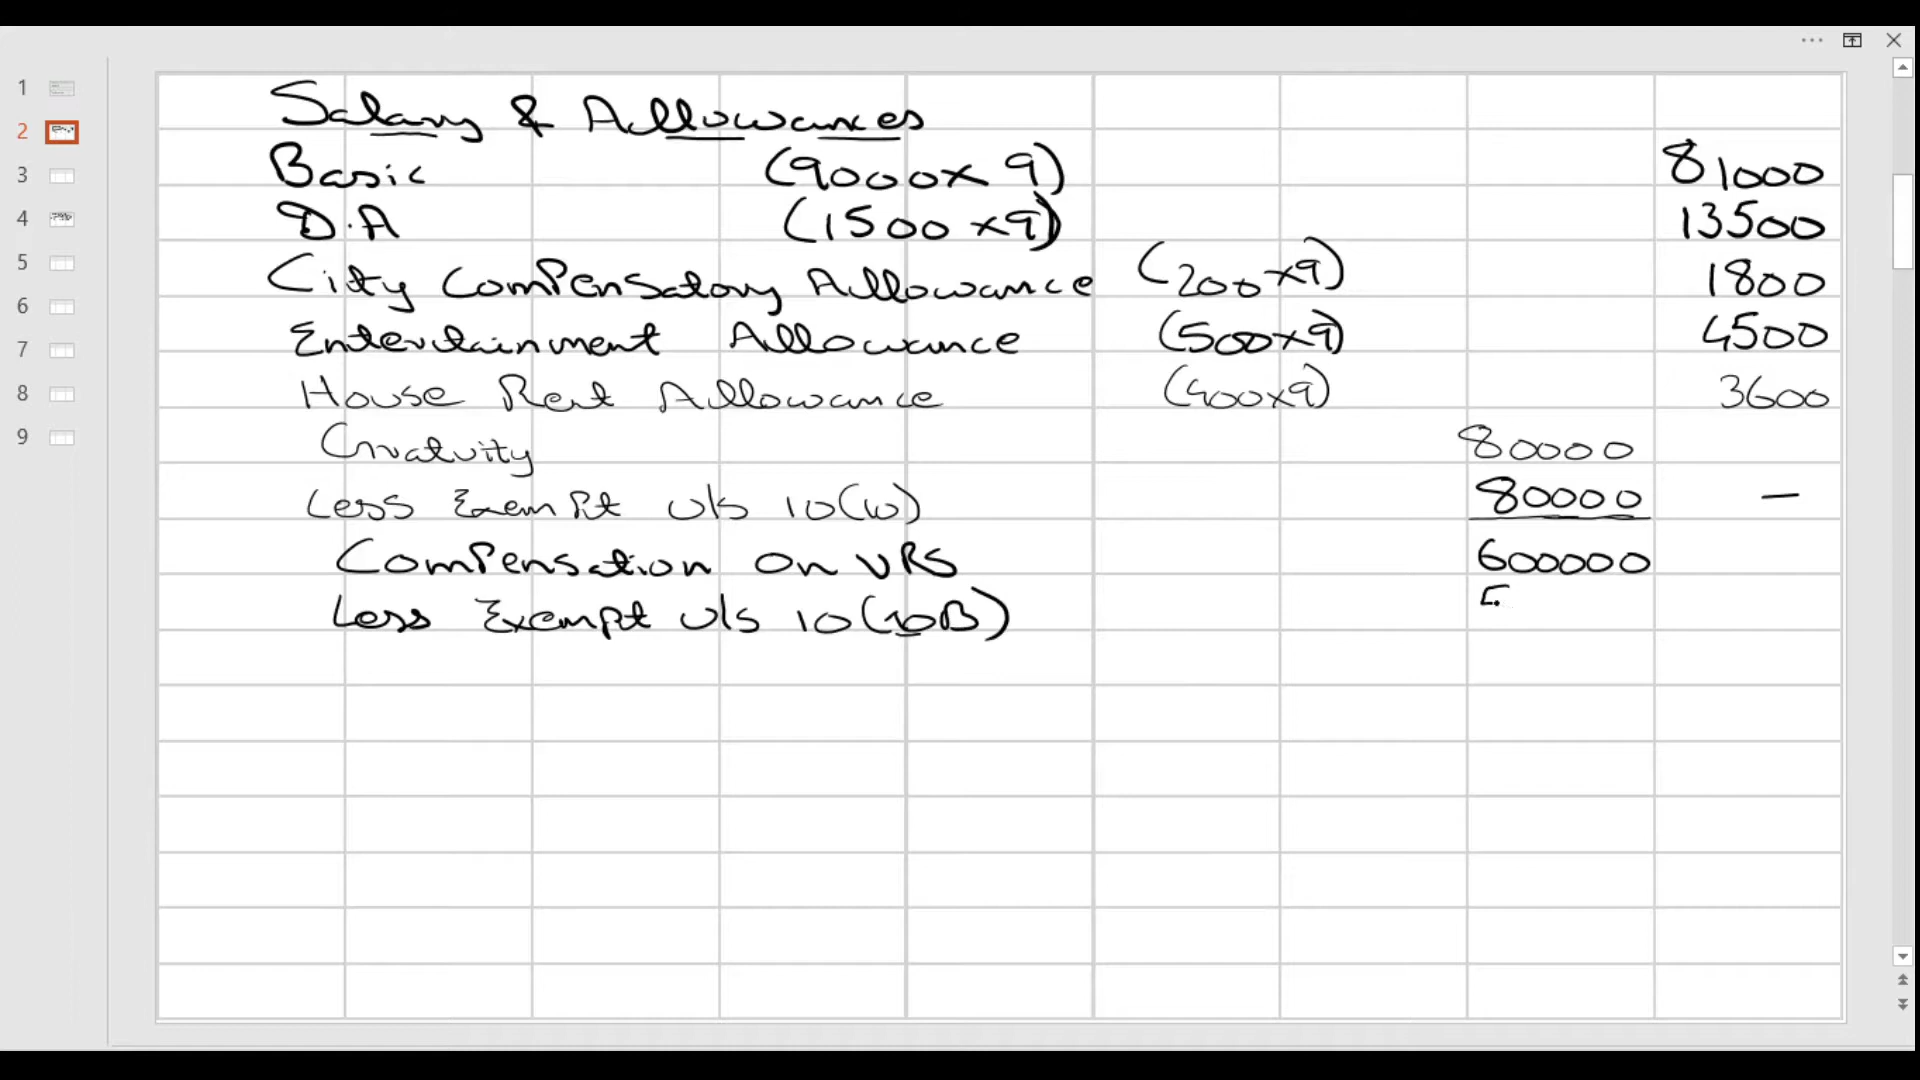 1
2
3
4
5
6
7
8
9
Salary & Allowances
Basic (9000x9) 81000
D.A (1500x9) 13500
City Compensatory Allowance (200x9) 1800
Entertainment Allowance (500x9) 4500
House Rent Allowance (400x9) 3600
Gratuity 80000
Less Exempt U/s 10(10) 80000 —
Compensation On VRS 600000
Less Exempt U/s 10(10B) 5